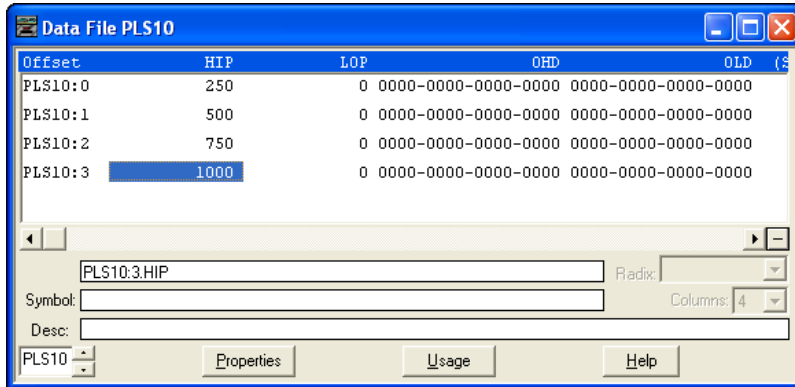 Data File PLS10
Offset HIP LOP OHD OLD (S
PLS10:0 250 0 0000-0000-0000-0000 0000-0000-0000-0000
PLS10:1 500 0 0000-0000-0000-0000 0000-0000-0000-0000
PLS10:2 750 0 0000-0000-0000-0000 0000-0000-0000-0000
PLS10:3 1000 0 0000-0000-0000-0000 0000-0000-0000-0000
PLS10:3.HIP Radix:
Symbol: Columns: 4
Desc:
PLS10 Properties Usage Help